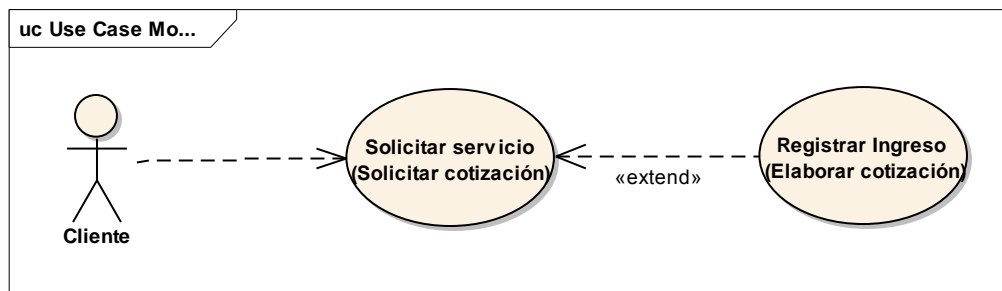 uc Use Case Mo...
Solicitar servicio
(Solicitar cotización)
Registrar Ingreso
(Elaborar cotización)
«extend»
Cliente